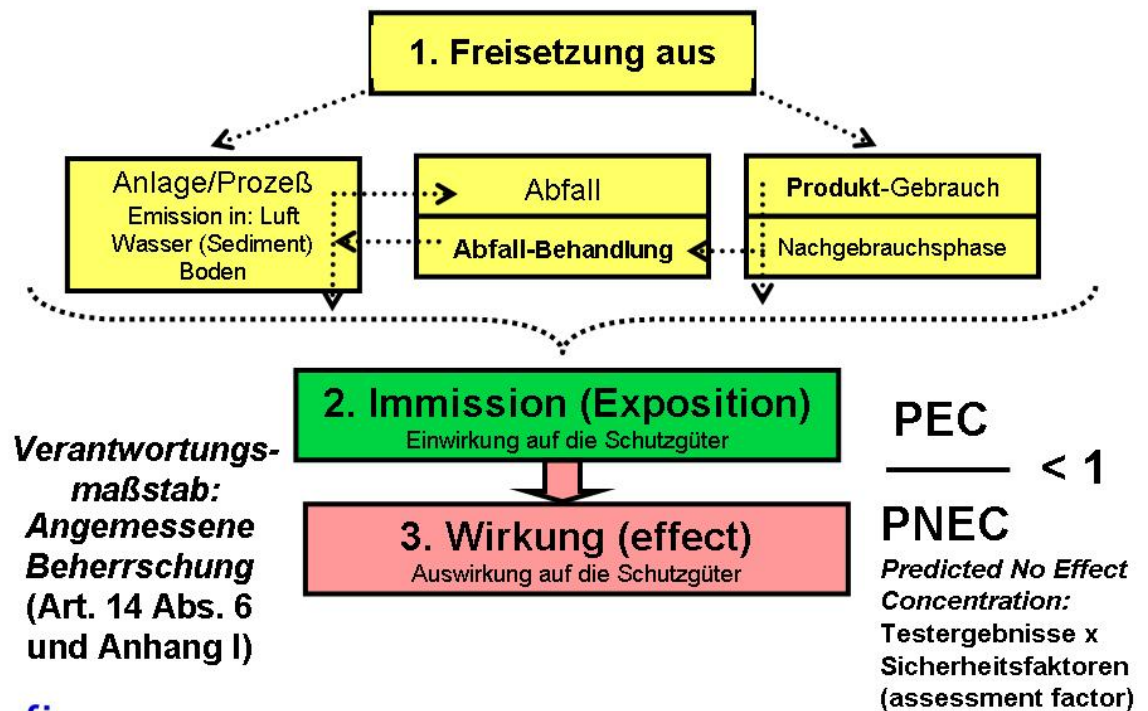 1. Freisetzung aus
Anlage/Prozeß
Emission in: Luft
Wasser (Sediment)
Boden
Abfall
Abfall-Behandlung
Produkt-Gebrauch
Nachgebrauchsphase
2. Immission (Exposition)
Einwirkung auf die Schutzgüter
3. Wirkung (effect)
Auswirkung auf die Schutzgüter
Verantwortungs-
maßstab:
Angemessene
Beherrschung
(Art. 14 Abs. 6
und Anhang I)
PEC
< 1
PNEC
Predicted No Effect
Concentration:
Testergebnisse x
Sicherheitsfaktoren
(assessment factor)